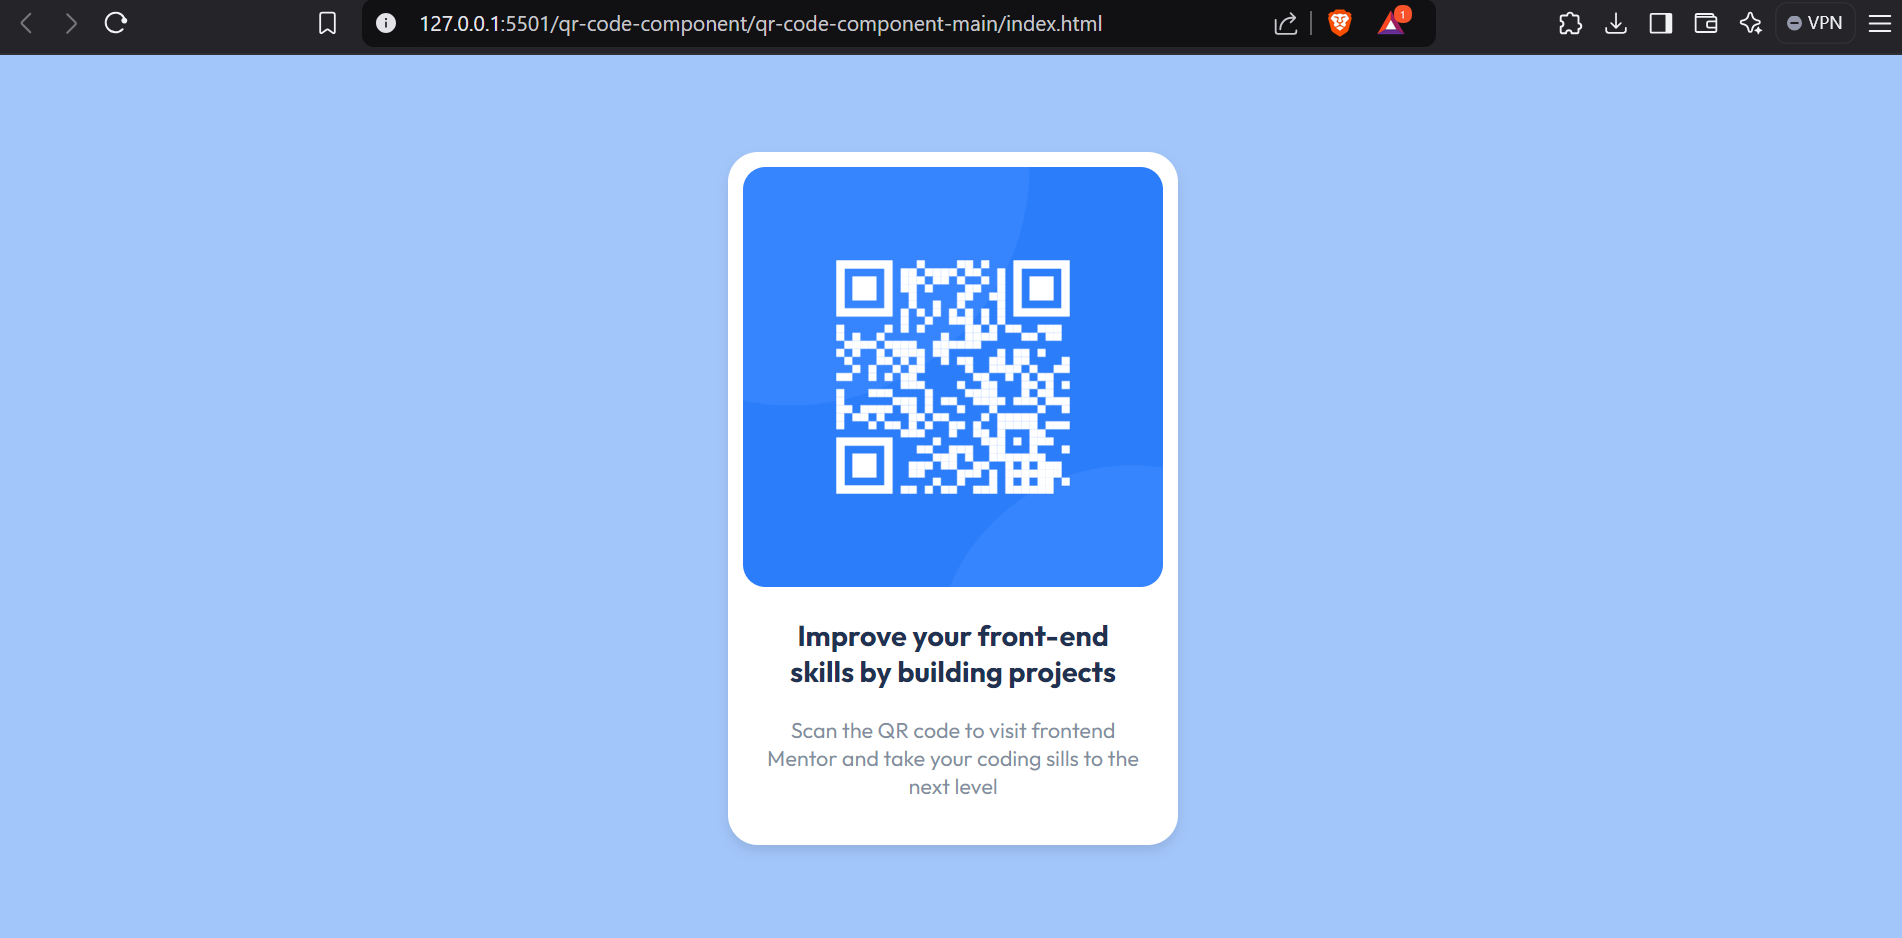 127.0.0.1:5501/qr-code-component/qr-code-component-main/index.html
1
VPN
Improve your front-end
skills by building projects
Scan the QR code to visit frontend
Mentor and take your coding sills to the
next level